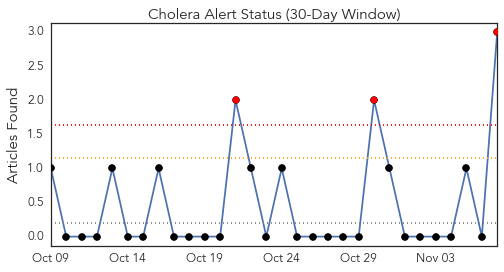 Cholera Alert Status (30-Day Window)
Articles Found
3.0
2.5
2.0
1.5
1.0
0.5
0.0
Oct 09 Oct 14 Oct 19 Oct 24 Oct 29 Nov 03